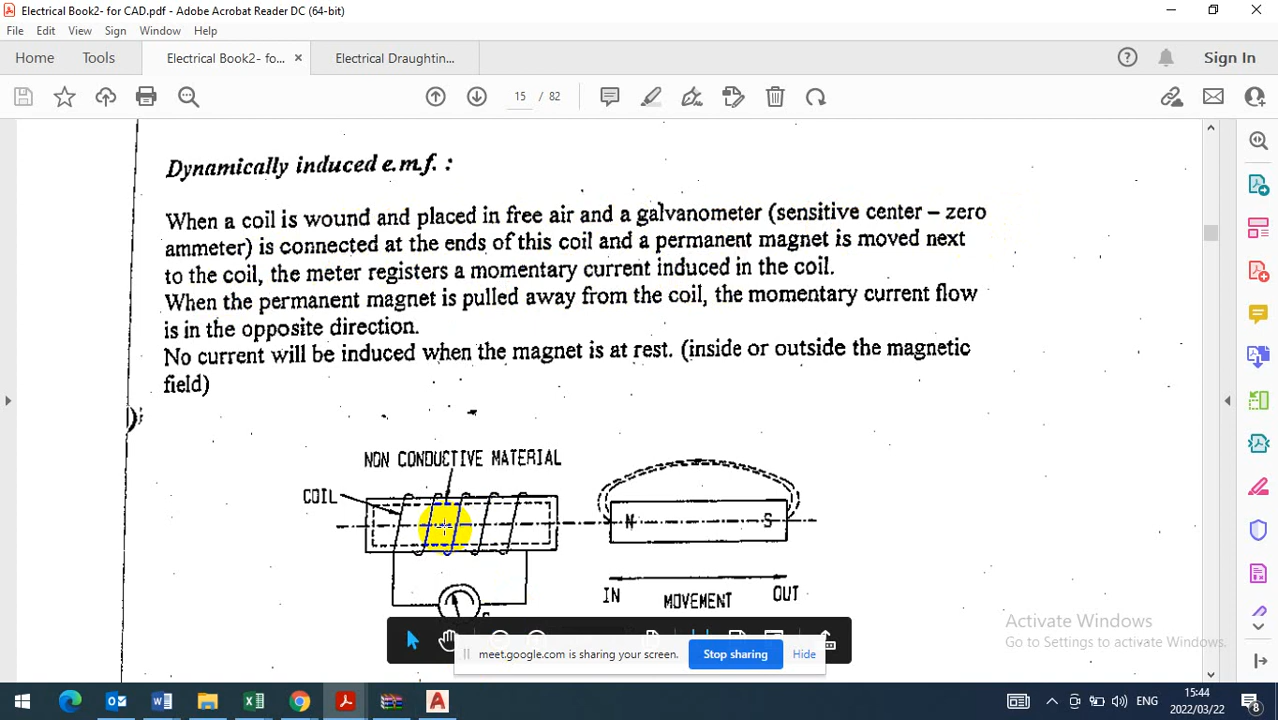 Electrical Book2- for CAD.pdf - Adobe Acrobat Reader DC (64-bit)
File Edit View Sign Window Help
Home Tools Electrical Book2- fo... × Electrical Draughtin... Sign In
15 / 82
Dynamically induced e.m.f. :
When a coil is wound and placed in free air and a galvanometer (sensitive center – zero
ammeter) is connected at the ends of this coil and a permanent magnet is moved next
to the coil, the meter registers a momentary current induced in the coil.
When the permanent magnet is pulled away from the coil, the momentary current flow
is in the opposite direction.
No current will be induced when the magnet is at rest. (inside or outside the magnetic
field)
NON CONDUCTIVE MATERIAL
COIL
N S
IN MOVEMENT OUT
Activate Windows
Go to Settings to activate Windows.
meet.google.com is sharing your screen. Stop sharing Hide
ENG
15:44
2022/03/22
8